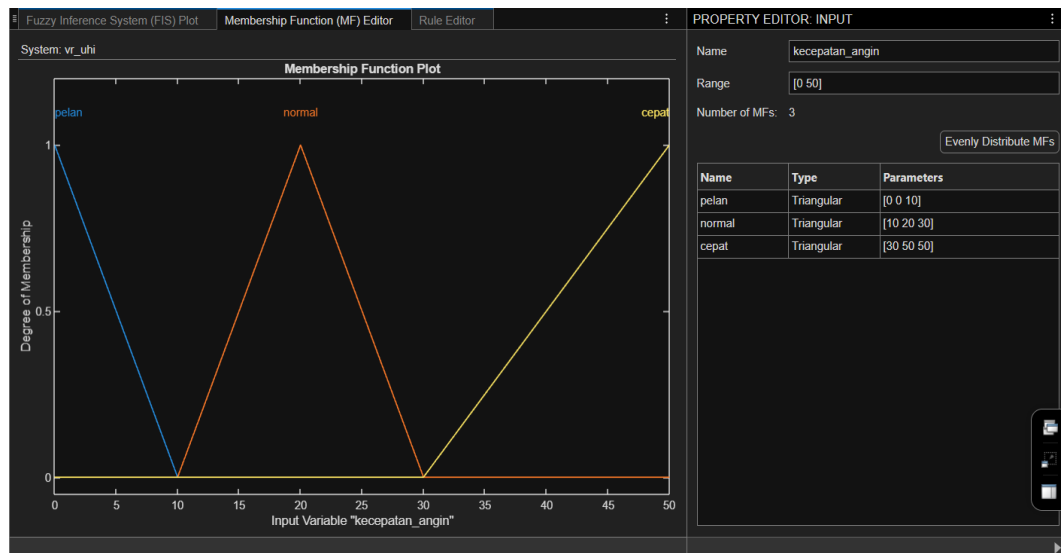 Fuzzy Inference System (FIS) Plot
Membership Function (MF) Editor
Rule Editor
System: vr_uhi
Membership Function Plot
pelan
normal
cepat
1
0.5
0
Degree of Membership
0 5 10 15 20 25 30 35 40 45 50
Input Variable "kecepatan_angin"
PROPERTY EDITOR: INPUT
Name kecepatan_angin
Range [0 50]
Number of MFs: 3
Evenly Distribute MFs
Name Type Parameters
pelan Triangular [0 0 10]
normal Triangular [10 20 30]
cepat Triangular [30 50 50]